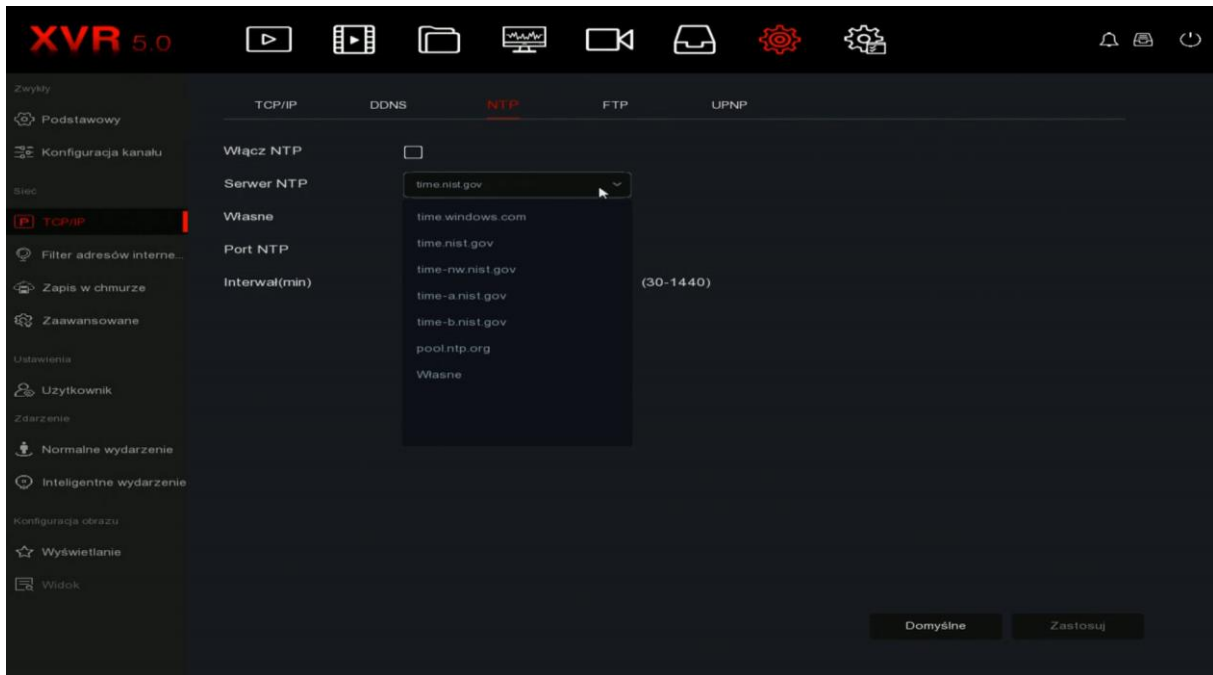 XVR 5.0
Zwykły
Podstawowy
Konfiguracja kanału
Sieć
TCP/IP
Filter adresów interne...
Zapis w chmurze
Zaawansowane
Ustawienia
Użytkownik
Zdarzenie
Normalne wydarzenie
Inteligentne wydarzenie
Konfiguracja obrazu
Wyświetlanie
Widok
TCP/IP DDNS NTP FTP UPNP
Włącz NTP
Serwer NTP time.nist.gov
Własne
Port NTP
Interwał(min) (30-1440)
time.windows.com
time.nist.gov
time-nw.nist.gov
time-a.nist.gov
time-b.nist.gov
pool.ntp.org
Własne
Domyślne Zastosuj